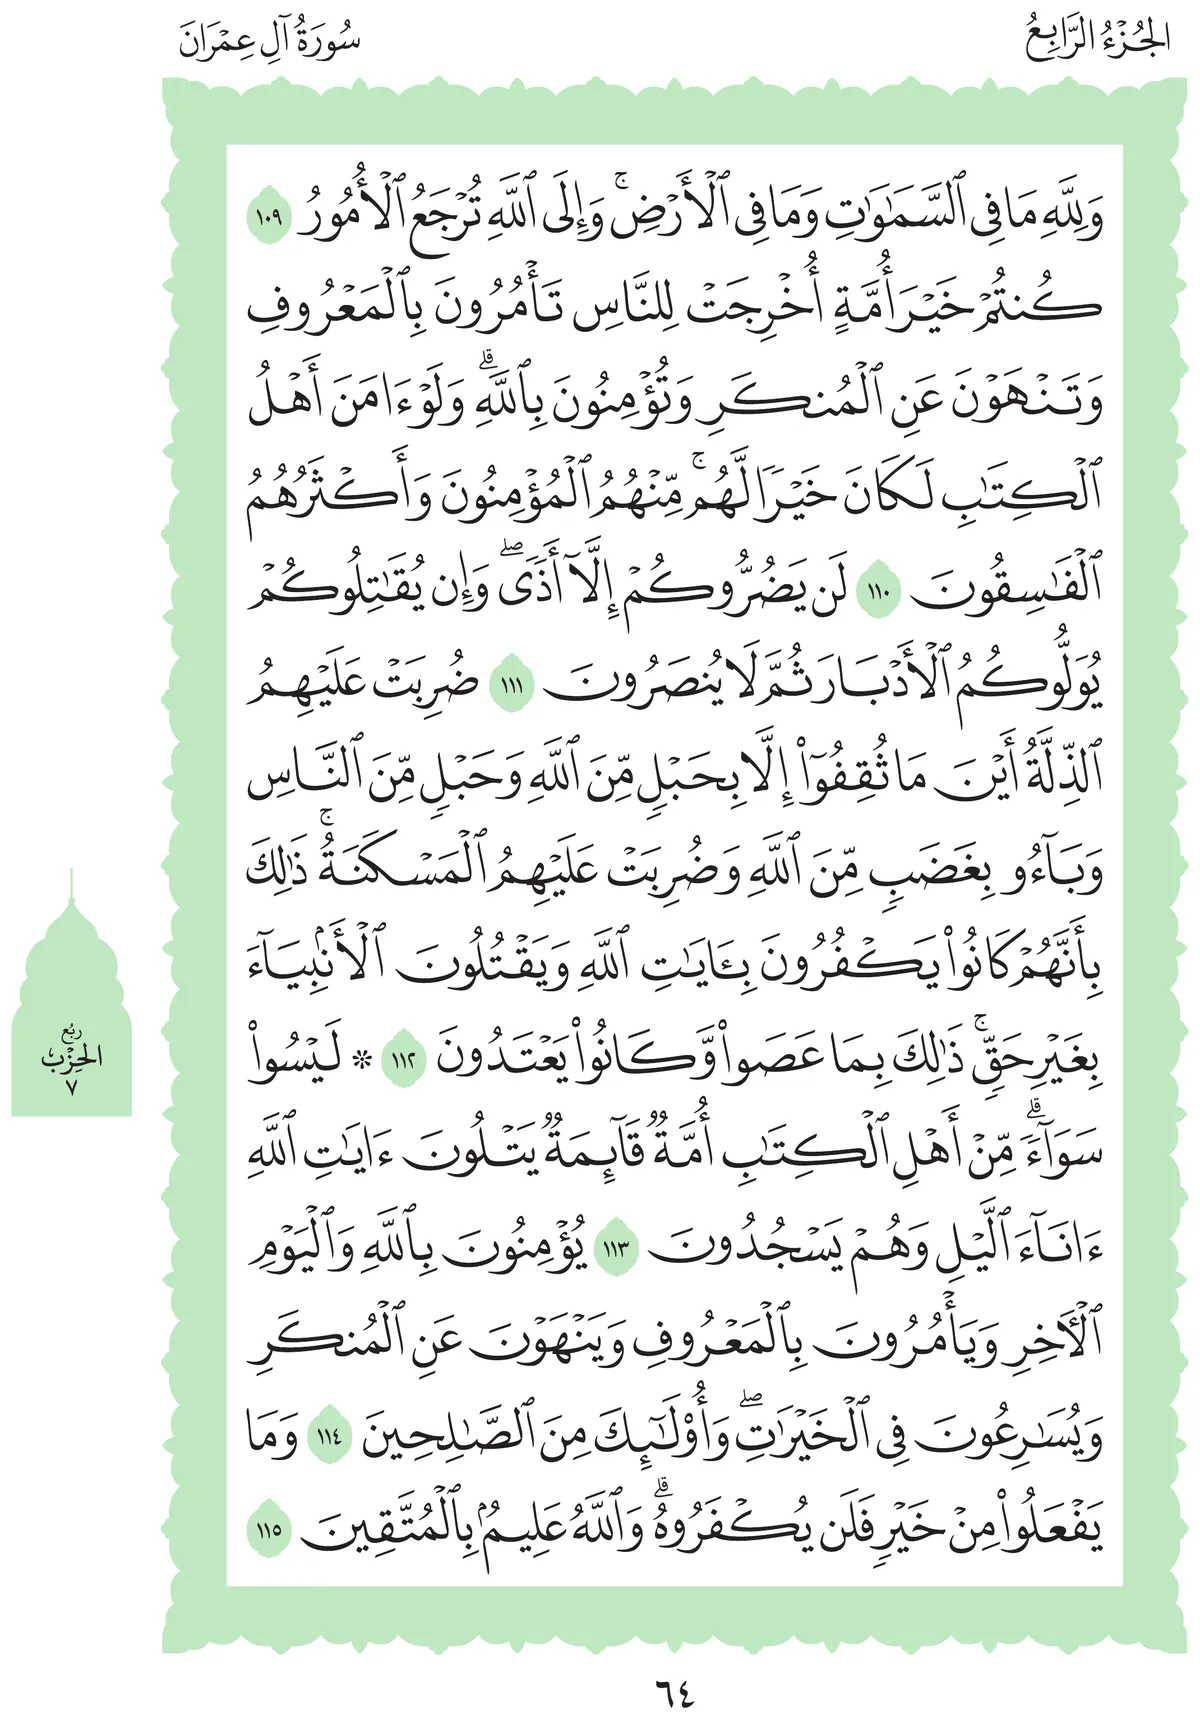 الجُزْءُ الرَّابِعُ
سُورَةُ آلِ عِمْرَانَ
وَلِلَّهِ مَا فِي ٱلسَّمَٰوَٰتِ وَمَا فِي ٱلْأَرْضِۚ وَإِلَى ٱللَّهِ تُرْجَعُ ٱلْأُمُورُ ١٠٩
كُنتُمْ خَيْرَ أُمَّةٍ أُخْرِجَتْ لِلنَّاسِ تَأْمُرُونَ بِٱلْمَعْرُوفِ
وَتَنْهَوْنَ عَنِ ٱلْمُنكَرِ وَتُؤْمِنُونَ بِٱللَّهِۗ وَلَوْ ءَامَنَ أَهْلُ
ٱلْكِتَٰبِ لَكَانَ خَيْرًا لَّهُمۚ مِّنْهُمُ ٱلْمُؤْمِنُونَ وَأَكْثَرُهُمُ
ٱلْفَٰسِقُونَ ١١٠ لَن يَضُرُّوكُمْ إِلَّآ أَذًىۖ وَإِن يُقَٰتِلُوكُمْ
يُوَلُّوكُمُ ٱلْأَدْبَارَ ثُمَّ لَا يُنصَرُونَ ١١١ ضُرِبَتْ عَلَيْهِمُ
ٱلذِّلَّةُ أَيْنَ مَا ثُقِفُوٓا۟ إِلَّا بِحَبْلٍ مِّنَ ٱللَّهِ وَحَبْلٍ مِّنَ ٱلنَّاسِ
وَبَآءُو بِغَضَبٍ مِّنَ ٱللَّهِ وَضُرِبَتْ عَلَيْهِمُ ٱلْمَسْكَنَةُۚ ذَٰلِكَ
بِأَنَّهُمْ كَانُوا۟ يَكْفُرُونَ بِـَٔايَٰتِ ٱللَّهِ وَيَقْتُلُونَ ٱلْأَنۢبِيَآءَ
بِغَيْرِ حَقٍّۚ ذَٰلِكَ بِمَا عَصَوا۟ وَّكَانُوا۟ يَعْتَدُونَ ١١٢ ۞ لَيْسُوا۟
سَوَآءًۗ مِّنْ أَهْلِ ٱلْكِتَٰبِ أُمَّةٌ قَآئِمَةٌ يَتْلُونَ ءَايَٰتِ ٱللَّهِ
ءَانَآءَ ٱلَّيْلِ وَهُمْ يَسْجُدُونَ ١١٣ يُؤْمِنُونَ بِٱللَّهِ وَٱلْيَوْمِ
ٱلْـَٔاخِرِ وَيَأْمُرُونَ بِٱلْمَعْرُوفِ وَيَنْهَوْنَ عَنِ ٱلْمُنكَرِ
وَيُسَٰرِعُونَ فِي ٱلْخَيْرَٰتِۖ وَأُو۟لَٰٓئِكَ مِنَ ٱلصَّٰلِحِينَ ١١٤ وَمَا
يَفْعَلُوا۟ مِنْ خَيْرٍ فَلَن يُكْفَرُوهُۗ وَٱللَّهُ عَلِيمٌۢ بِٱلْمُتَّقِينَ ١١٥
رُبُع
الحِزْب
٧
٦٤